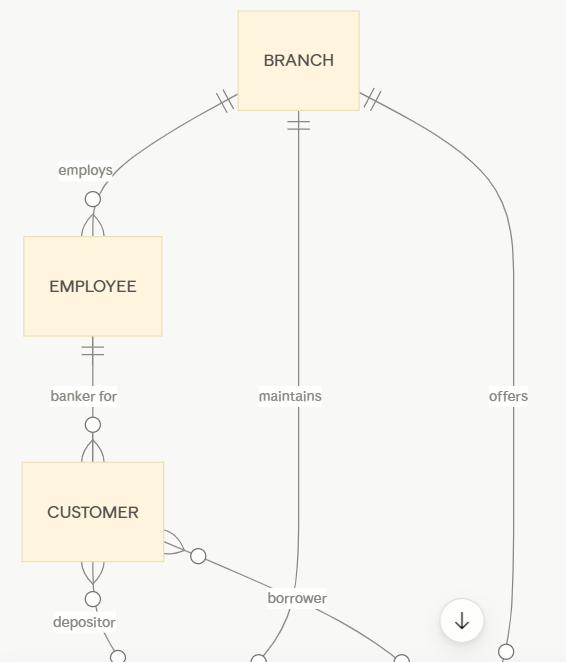 BRANCH
employs
EMPLOYEE
banker for
maintains
offers
CUSTOMER
borrower
depositor